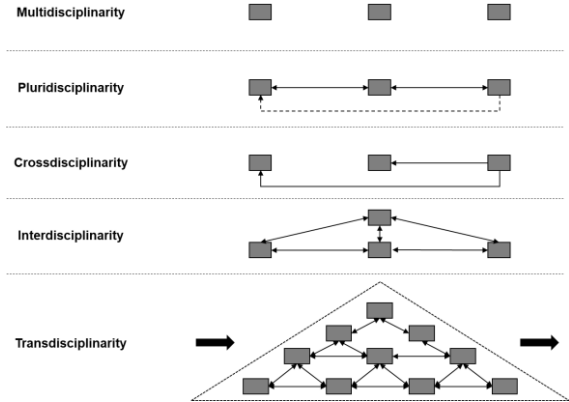 Multidisciplinarity
Pluridisciplinarity
Crossdisciplinarity
Interdisciplinarity
Transdisciplinarity